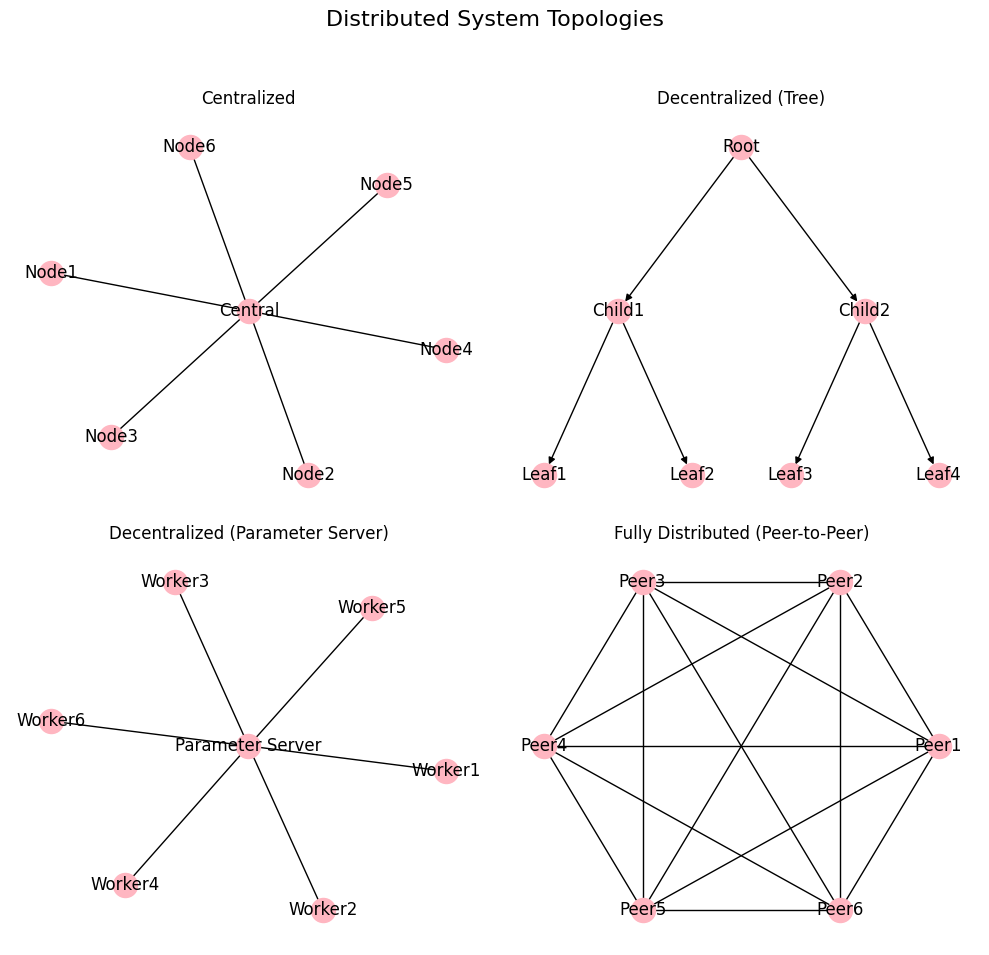 Distributed System Topologies
Centralized
Node6
Node5
Node1
Central
Node4
Node3
Node2
Decentralized (Tree)
Root
Child1
Child2
Leaf1
Leaf2
Leaf3
Leaf4
Decentralized (Parameter Server)
Worker3
Worker5
Worker6
Parameter Server
Worker1
Worker4
Worker2
Fully Distributed (Peer-to-Peer)
Peer3
Peer2
Peer4
Peer1
Peer5
Peer6